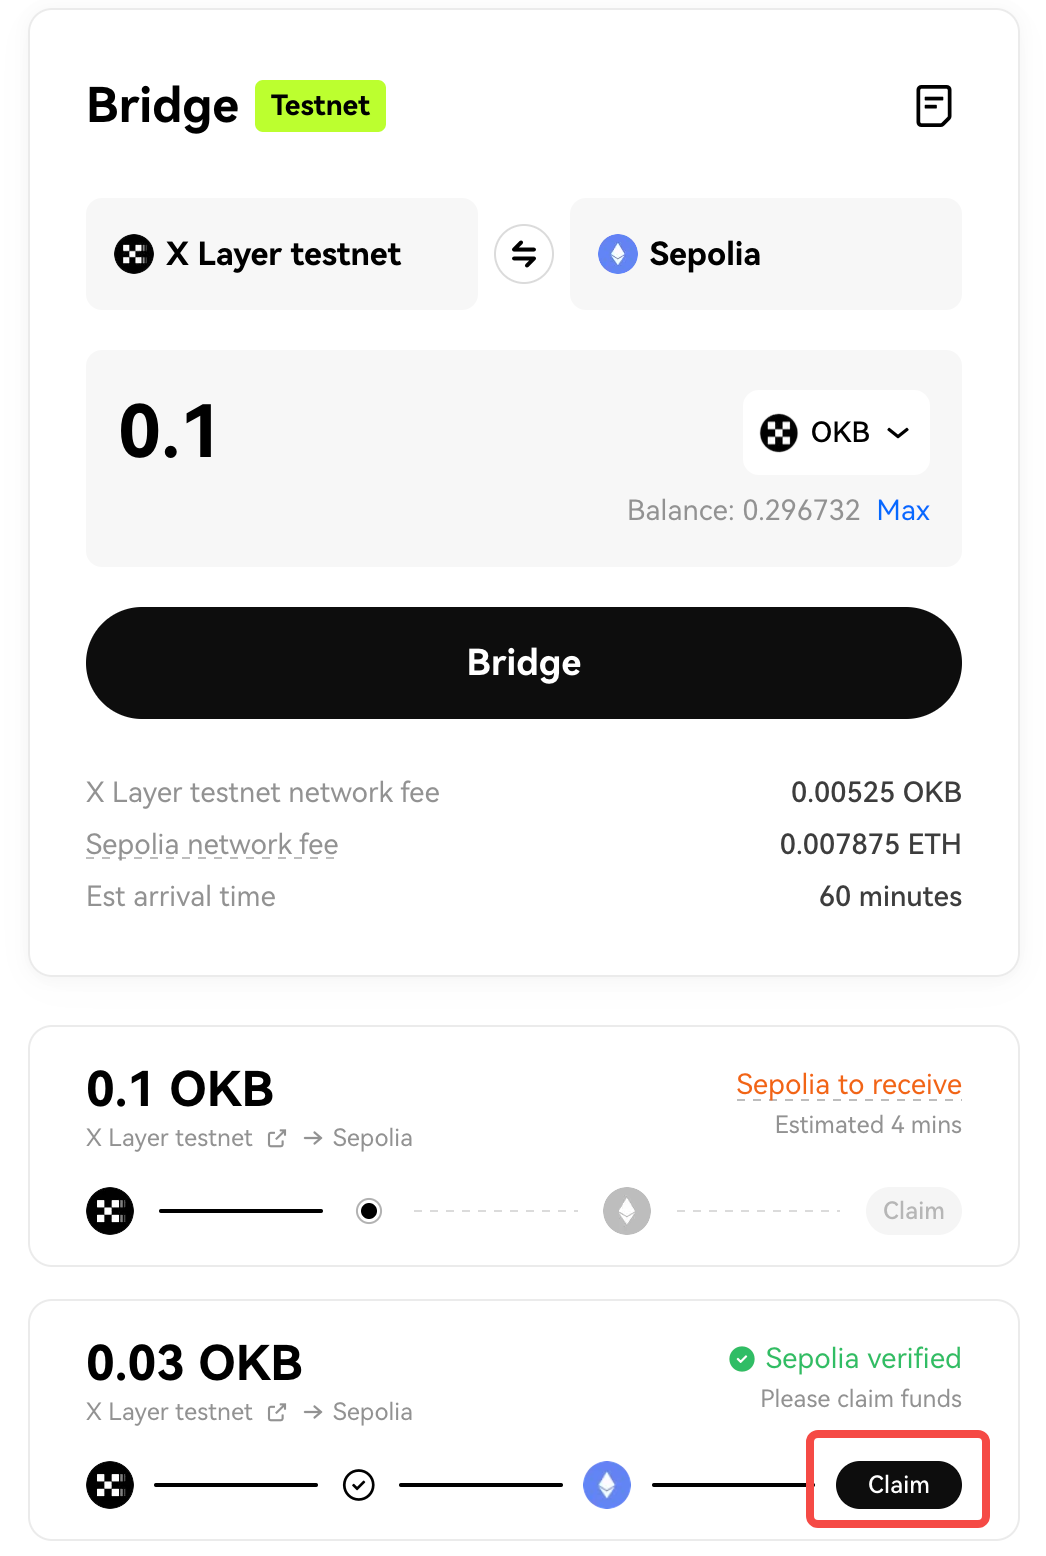 Bridge Testnet
X Layer testnet Sepolia
0.1 OKB
Balance: 0.296732 Max
Bridge
X Layer testnet network fee 0.00525 OKB
Sepolia network fee 0.007875 ETH
Est arrival time 60 minutes
0.1 OKB Sepolia to receive
X Layer testnet → Sepolia Estimated 4 mins
Claim
0.03 OKB Sepolia verified
X Layer testnet → Sepolia Please claim funds
Claim